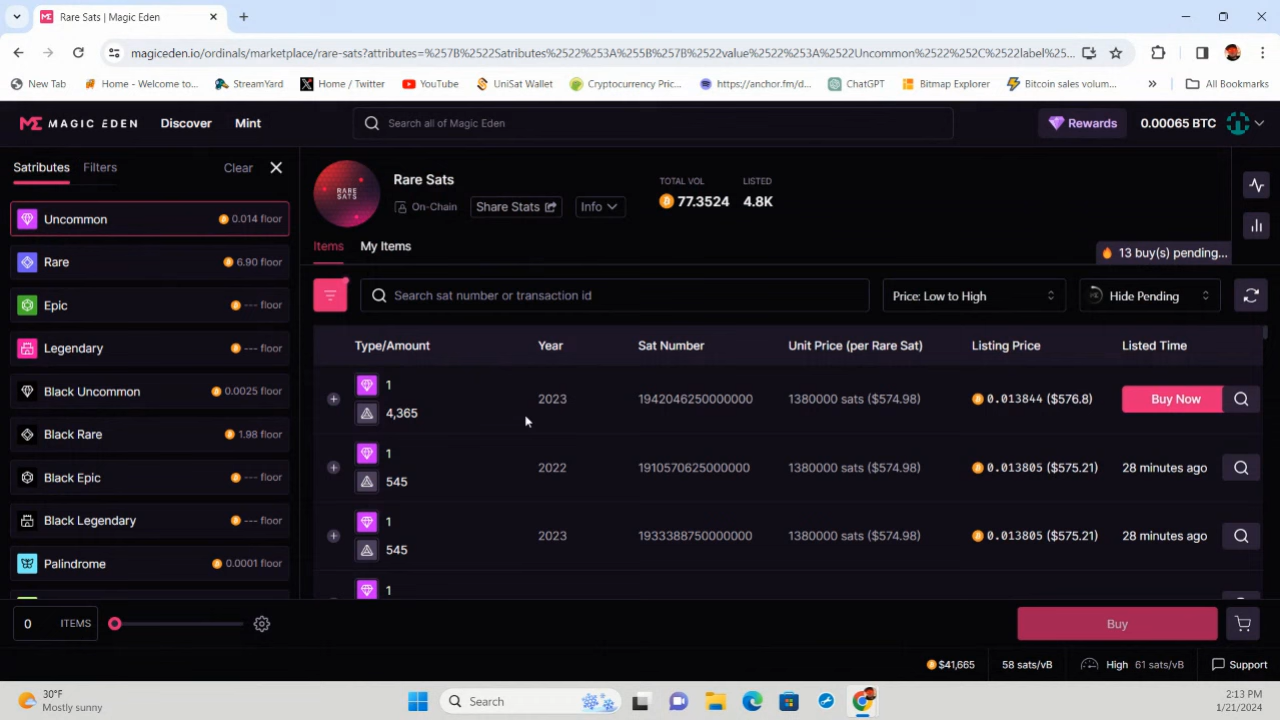 Rare Sats | Magic Eden
magiceden.io/ordinals/marketplace/rare-sats?attributes=%257B%2522Satributes%2522%253A%255B%257B%2522value%2522%253A%2522Uncommon%2522%252C%2522label%25...
New Tab Home - Welcome to... StreamYard Home / Twitter YouTube UniSat Wallet Cryptocurrency Pric... https://anchor.fm/d... ChatGPT Bitmap Explorer Bitcoin sales volum... » All Bookmarks
MAGIC EDEN Discover Mint Search all of Magic Eden Rewards 0.00065 BTC
Satributes Filters Clear
Uncommon 0.014 floor
Rare 6.90 floor
Epic --- floor
Legendary --- floor
Black Uncommon 0.0025 floor
Black Rare 1.98 floor
Black Epic --- floor
Black Legendary --- floor
Palindrome 0.0001 floor
RARE SATS
Rare Sats
On-Chain Share Stats Info
TOTAL VOL LISTED
77.3524 4.8K
Items My Items
13 buy(s) pending...
Search sat number or transaction id Price: Low to High Hide Pending
Type/Amount Year Sat Number Unit Price (per Rare Sat) Listing Price Listed Time
1
4,365 2023 1942046250000000 1380000 sats ($574.98) 0.013844 ($576.8) Buy Now
1
545 2022 1910570625000000 1380000 sats ($574.98) 0.013805 ($575.21) 28 minutes ago
1
545 2023 1933388750000000 1380000 sats ($574.98) 0.013805 ($575.21) 28 minutes ago
1
0 ITEMS Buy
$41,665 58 sats/vB High 61 sats/vB Support
30°F
Mostly sunny
Search
2:13 PM
1/21/2024